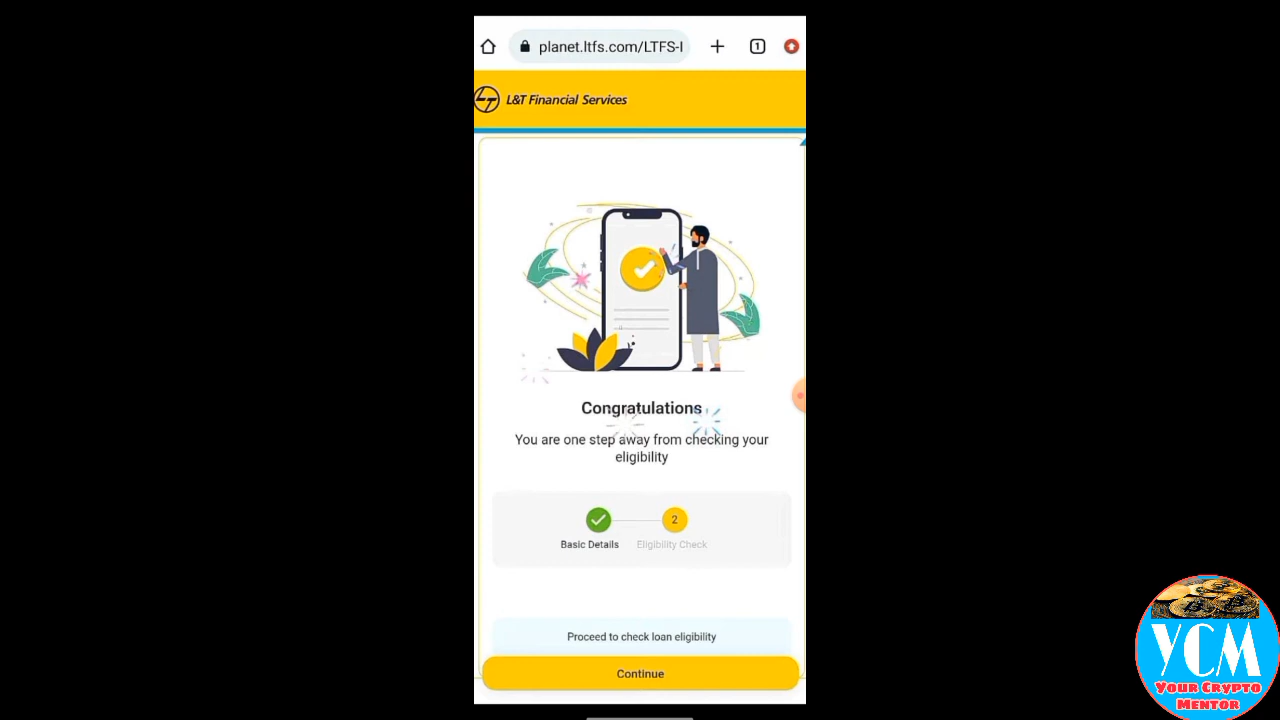 planet.ltfs.com/LTFS-I
1
L&T Financial Services
Congratulations
You are one step away from checking your
eligibility
2
Basic Details
Eligibility Check
Proceed to check loan eligibility
Continue
YCM
Your Crypto
Mentor